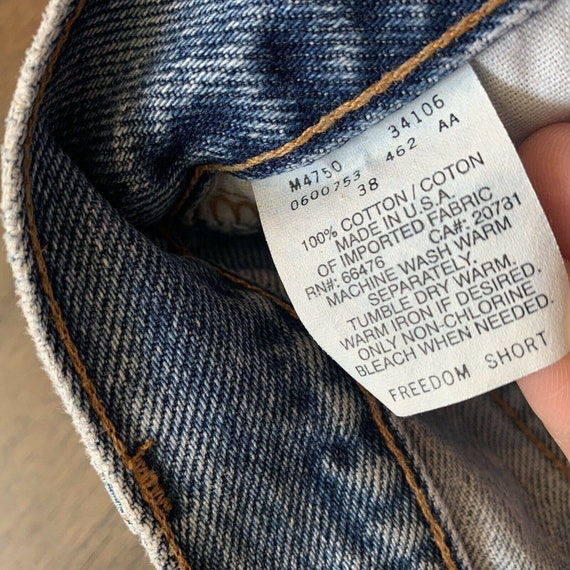 M4750 34106
0600753 462 AA
38
100% COTTON / COTON
MADE IN U.S.A.
OF IMPORTED FABRIC
RN#: 66476 CA#: 20731
MACHINE WASH WARM
SEPARATELY.
TUMBLE DRY WARM.
WARM IRON IF DESIRED.
ONLY NON-CHLORINE
BLEACH WHEN NEEDED.
FREEDOM SHORT